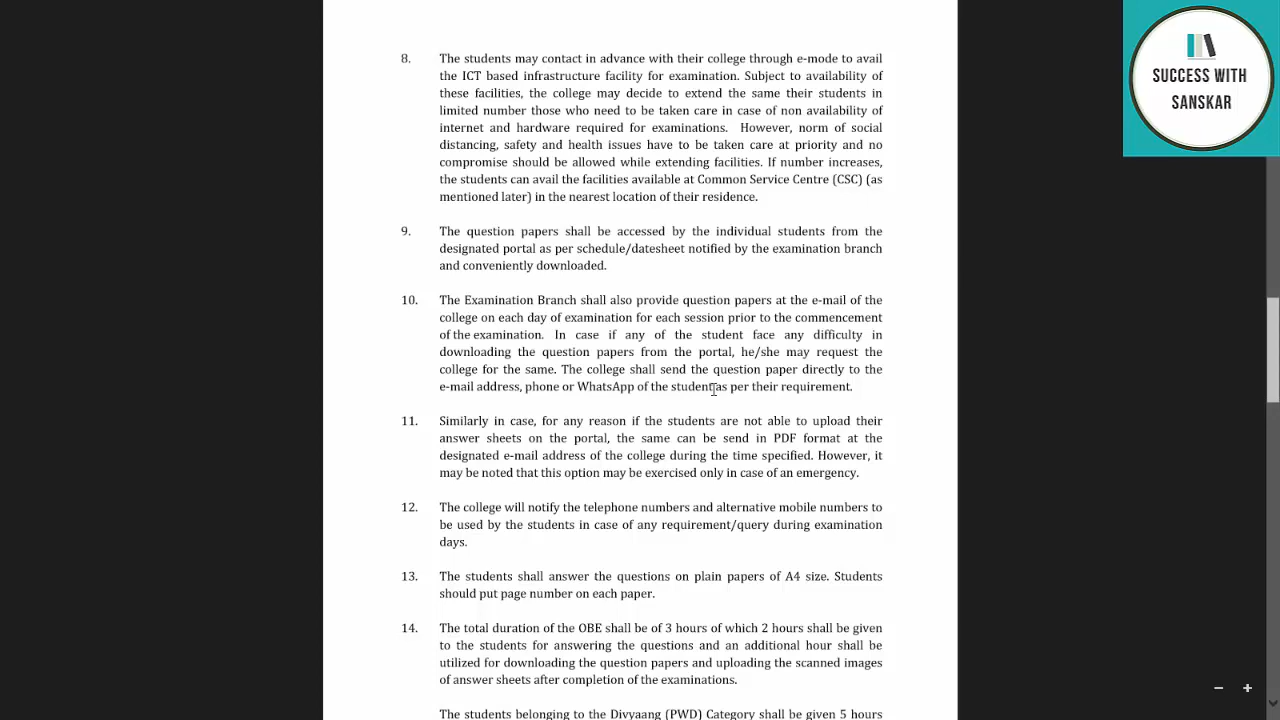 SUCCESS WITH
SANSKAR
8. The students may contact in advance with their college through e-mode to avail
the ICT based infrastructure facility for examination. Subject to availability of
these facilities, the college may decide to extend the same their students in
limited number those who need to be taken care in case of non availability of
internet and hardware required for examinations. However, norm of social
distancing, safety and health issues have to be taken care at priority and no
compromise should be allowed while extending facilities. If number increases,
the students can avail the facilities available at Common Service Centre (CSC) (as
mentioned later) in the nearest location of their residence.
9. The question papers shall be accessed by the individual students from the
designated portal as per schedule/datesheet notified by the examination branch
and conveniently downloaded.
10. The Examination Branch shall also provide question papers at the e-mail of the
college on each day of examination for each session prior to the commencement
of the examination. In case if any of the student face any difficulty in
downloading the question papers from the portal, he/she may request the
college for the same. The college shall send the question paper directly to the
e-mail address, phone or WhatsApp of the student as per their requirement.
11. Similarly in case, for any reason if the students are not able to upload their
answer sheets on the portal, the same can be send in PDF format at the
designated e-mail address of the college during the time specified. However, it
may be noted that this option may be exercised only in case of an emergency.
12. The college will notify the telephone numbers and alternative mobile numbers to
be used by the students in case of any requirement/query during examination
days.
13. The students shall answer the questions on plain papers of A4 size. Students
should put page number on each paper.
14. The total duration of the OBE shall be of 3 hours of which 2 hours shall be given
to the students for answering the questions and an additional hour shall be
utilized for downloading the question papers and uploading the scanned images
of answer sheets after completion of the examinations.
The students belonging to the Divyaang (PWD) Category shall be given 5 hours